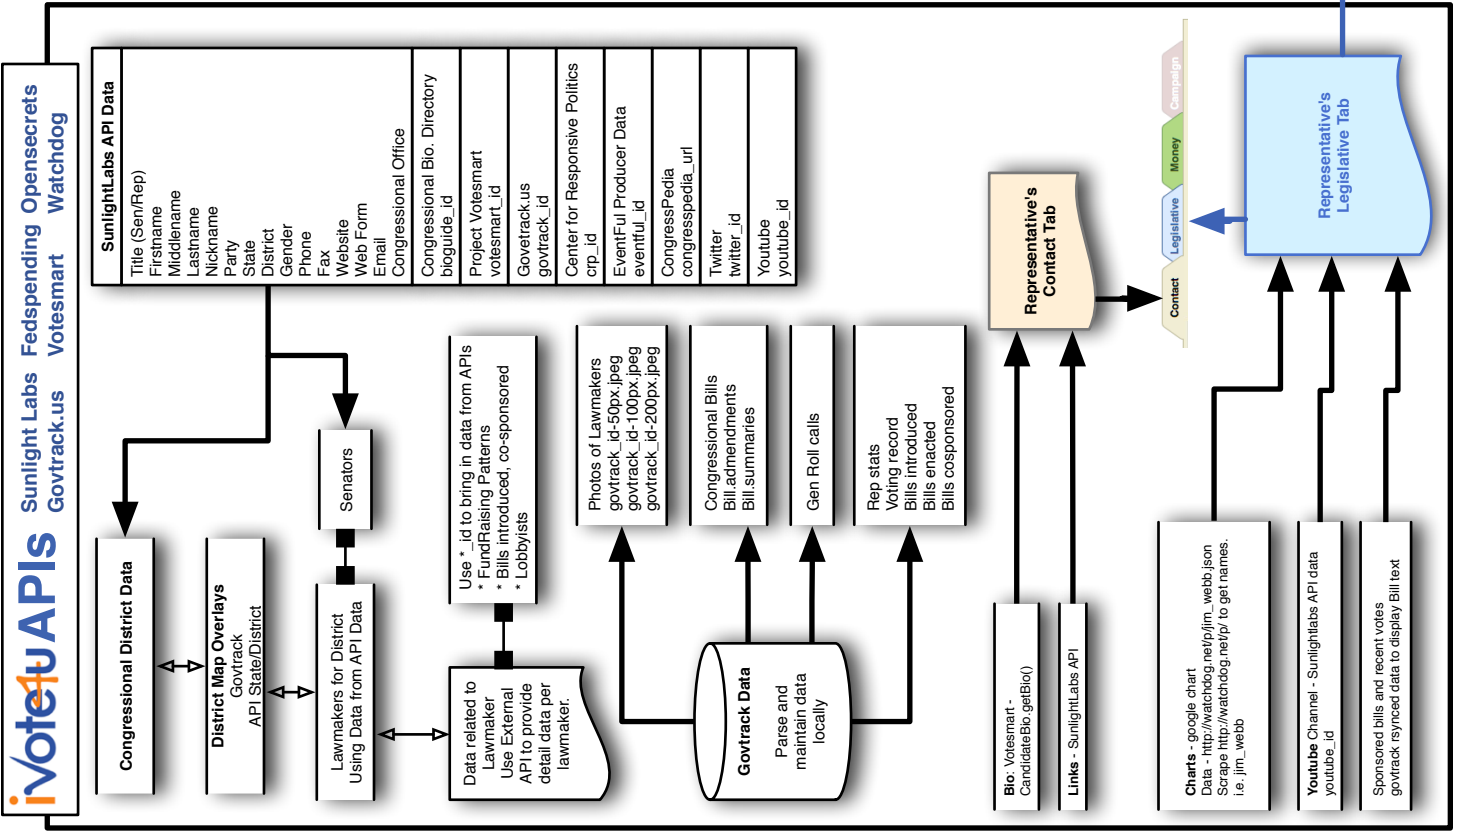 iVote4u APIs
Sunlight Labs Fedspending Opensecrets
Govtrack.us Votesmart Watchdog
SunlightLabs API Data
Title (Sen/Rep)
Firstname
Middlename
Lastname
Nickname
Party
State
District
Gender
Phone
Fax
Website
Web Form
Email
Congressional Office
Congressional Bio. Directory
bioguide_id
Project Votesmart
votesmart_id
Govetrack.us
govtrack_id
Center for Responsive Politics
crp_id
EventFul Producer Data
eventful_id
CongressPedia
congresspedia_url
Twitter
twitter_id
Youtube
youtube_id
Congressional District Data
District Map Overlays
Govtrack
API State/District
Senators
Lawmakers for District
Using Data from API Data
Use *_id to bring in data from APIs
* FundRaising Patterns
* Bills introduced, co-sponsored
* Lobbyists
Data related to
Lawmaker
Use External
API to provide
detail data per
lawmaker.
Photos of Lawmakers
govtrack_id-50px.jpeg
govtrack_id-100px.jpeg
govtrack_id-200px.jpeg
Congressional Bills
Bill.admendments
Bill.summaries
Gen Roll calls
Rep stats
Voting record
Bills introduced
Bills enacted
Bills cosponsored
Govtrack Data
Parse and
maintain data
locally
Representative's
Contact Tab
Bio: Votesmart -
CandidateBio.getBio()
Links - SunlightLabs API
Contact
Legislative
Money
Campaign
Representative's
Legislative Tab
Charts - google chart
Data - http://watchdog.net/p/jim_webb.json
Scrape http://watchdog.net/p/ to get names.
i.e. jim_webb
Youtube Channel - Sunlightlabs API data
youtube_id
Sponsored bills and recent votes
govtrack rsynced data to display Bill text